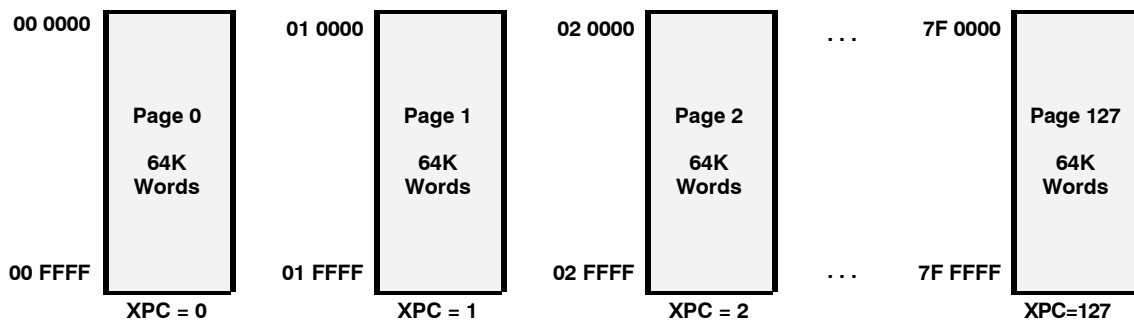 00 0000
01 0000
02 0000
. . .
7F 0000
Page 0
Page 1
Page 2
Page 127
64K
Words
64K
Words
64K
Words
64K
Words
00 FFFF
01 FFFF
02 FFFF
. . .
7F FFFF
XPC = 0
XPC = 1
XPC = 2
XPC=127